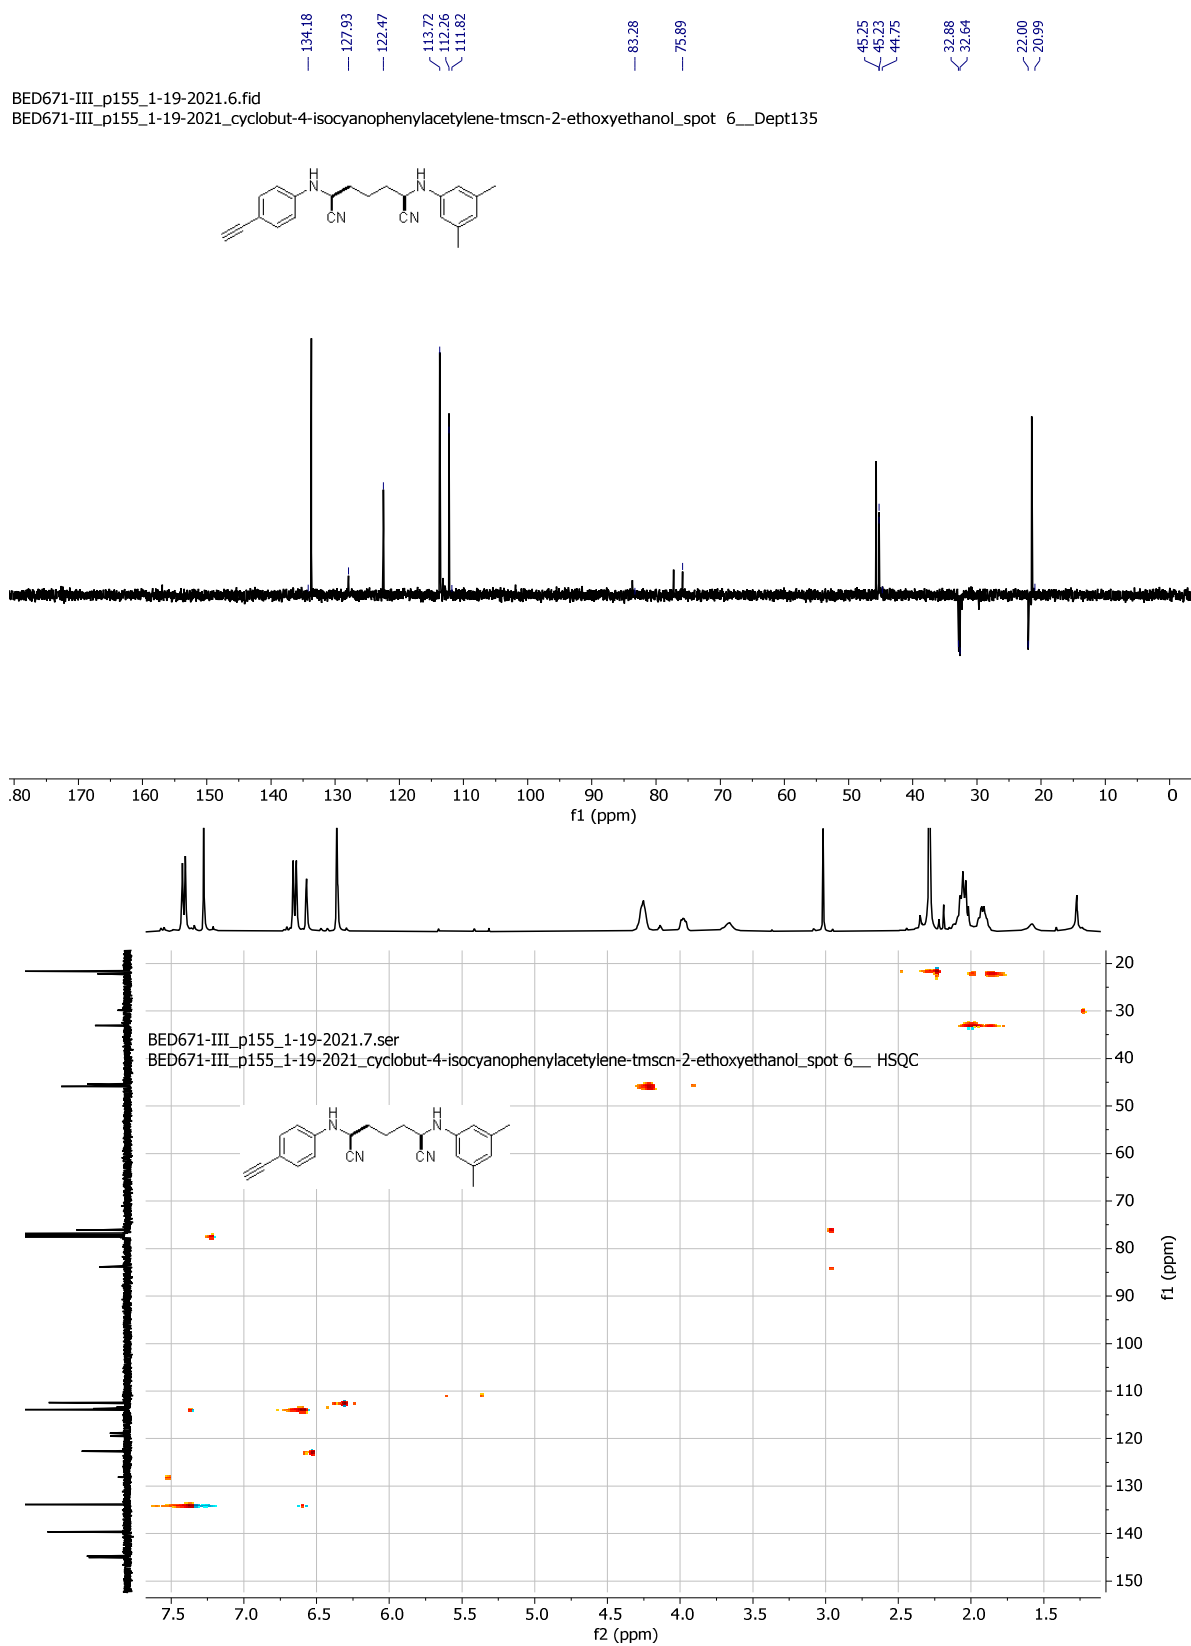 134.18
127.93
122.47
113.72
112.26
111.82
83.28
75.89
45.25
45.23
44.75
32.88
32.64
22.00
20.99
BED671-III_p155_1-19-2021.6.fid
BED671-III_p155_1-19-2021_cyclobut-4-isocyanophenylacetylene-tmscn-2-ethoxyethanol_spot 6__Dept135
H
N
H
N
CN
CN
.80 170 160 150 140 130 120 110 100 90 80 70 60 50 40 30 20 10 0
f1 (ppm)
20
30
BED671-III_p155_1-19-2021.7.ser
BED671-III_p155_1-19-2021_cyclobut-4-isocyanophenylacetylene-tmscn-2-ethoxyethanol_spot 6__ HSQC
40
50
H
N
H
N
CN
CN
60
70
80
90
100
110
120
130
140
150
f1 (ppm)
7.5 7.0 6.5 6.0 5.5 5.0 4.5 4.0 3.5 3.0 2.5 2.0 1.5
f2 (ppm)